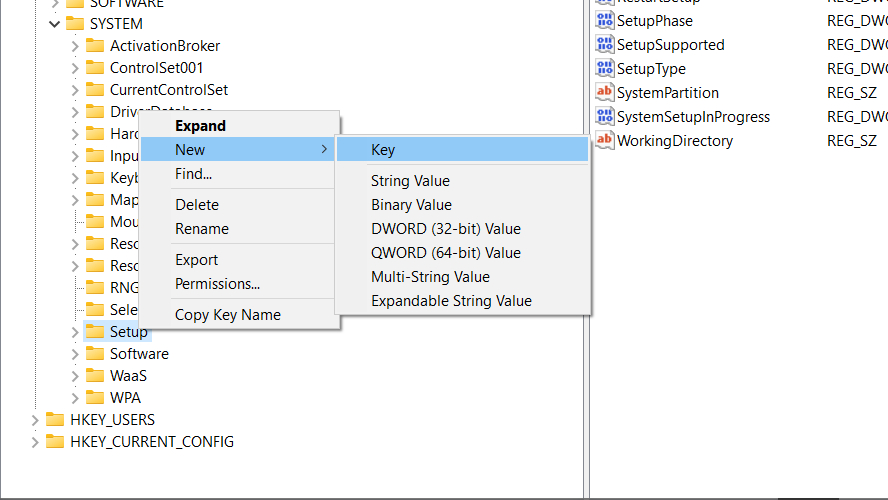 SOFTWARE
SYSTEM
ActivationBroker
ControlSet001
CurrentControlSet
DriverDatabase
Hard
Inpu
Keyb
Map
Mou
Reso
Reso
RNG
Sele
Setup
Software
WaaS
WPA
HKEY_USERS
HKEY_CURRENT_CONFIG
Expand
New
Find...
Delete
Rename
Export
Permissions...
Copy Key Name
Key
String Value
Binary Value
DWORD (32-bit) Value
QWORD (64-bit) Value
Multi-String Value
Expandable String Value
RestartSetup REG_DWO
SetupPhase REG_DWO
SetupSupported REG_DWO
SetupType REG_DWO
SystemPartition REG_SZ
SystemSetupInProgress REG_DWO
WorkingDirectory REG_SZ